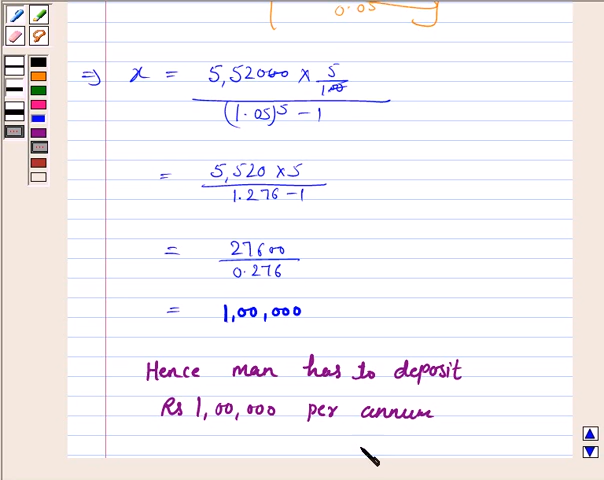 0.05
⇒ x = 5,52000 × 5/100
(1.05)^5 - 1
= 5,520 × 5
1.276 - 1
= 27600
0.276
= 1,00,000
Hence man has to deposit
Rs 1,00,000 per annum